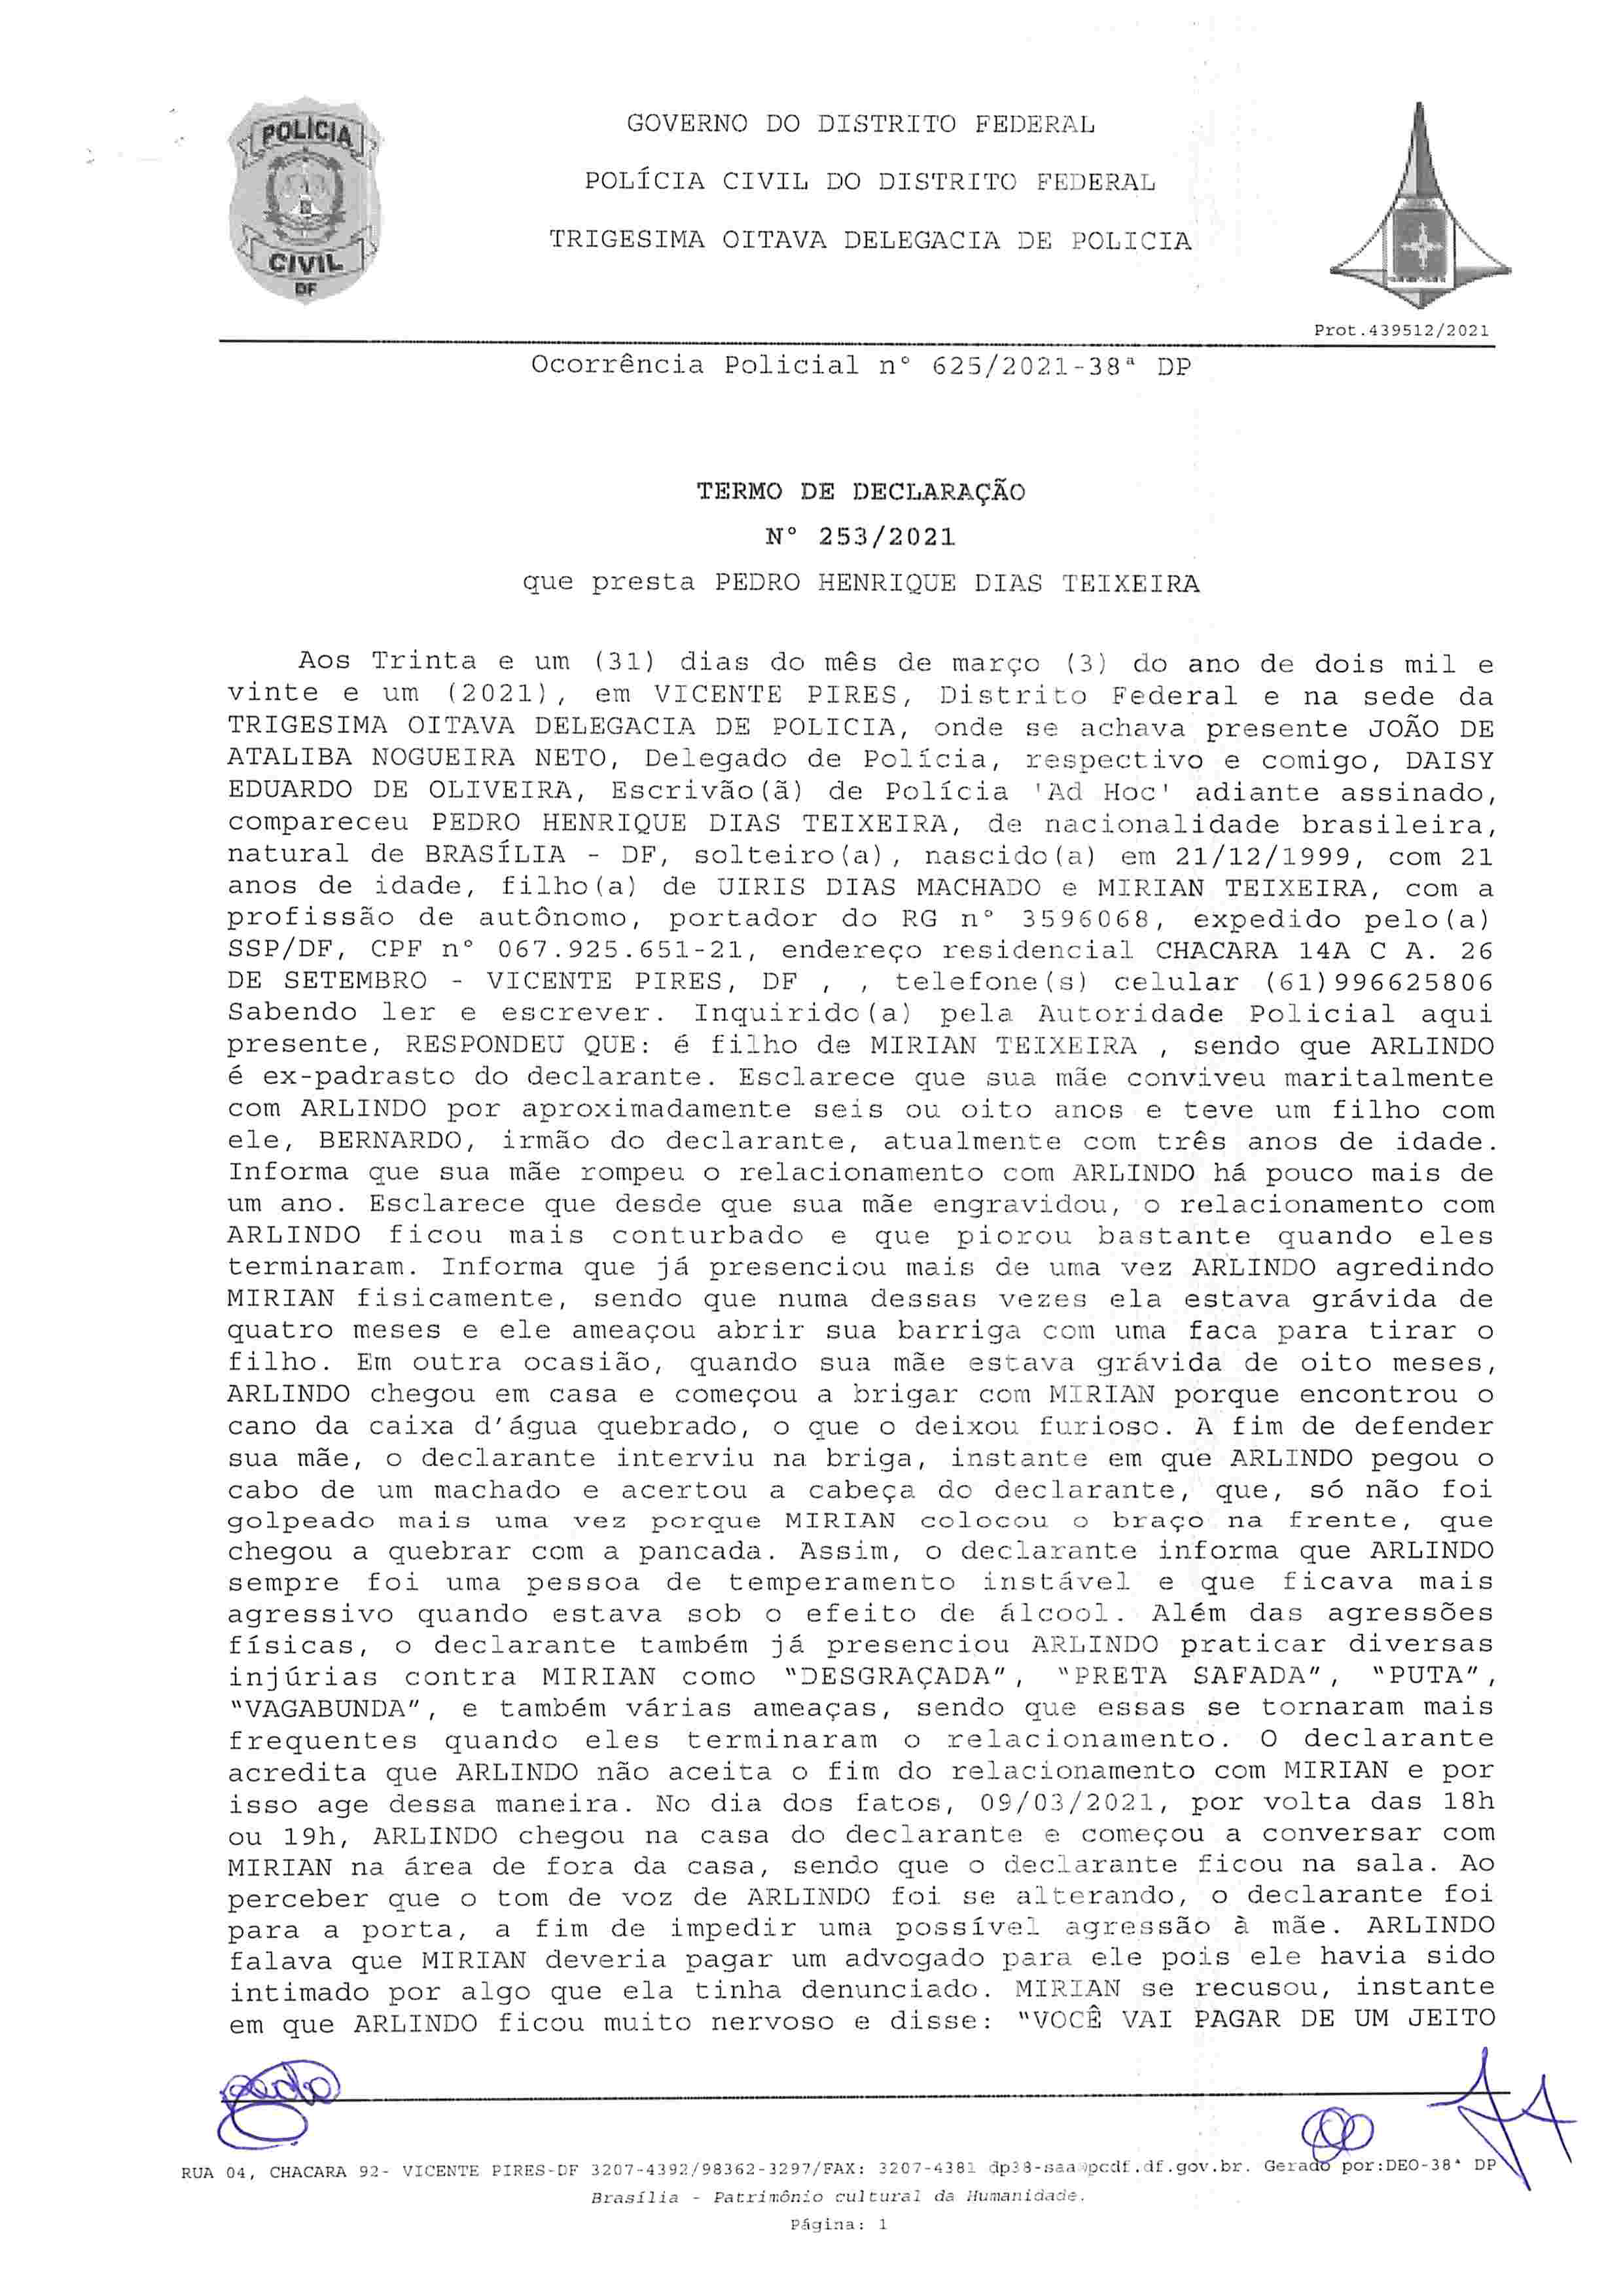 POLÍCIA
CIVIL
DF
GOVERNO DO DISTRITO FEDERAL
POLÍCIA CIVIL DO DISTRITO FEDERAL
TRIGESIMA OITAVA DELEGACIA DE POLICIA
Prot.439512/2021
Ocorrência Policial n° 625/2021-38ª DP
TERMO DE DECLARAÇÃO
N° 253/2021
que presta PEDRO HENRIQUE DIAS TEIXEIRA
Aos Trinta e um (31) dias do mês de março (3) do ano de dois mil e
vinte e um (2021), em VICENTE PIRES, Distrito Federal e na sede da
TRIGESIMA OITAVA DELEGACIA DE POLICIA, onde se achava presente JOÃO DE
ATALIBA NOGUEIRA NETO, Delegado de Polícia, respectivo e comigo, DAISY
EDUARDO DE OLIVEIRA, Escrivão(ã) de Polícia 'Ad Hoc' adiante assinado,
compareceu PEDRO HENRIQUE DIAS TEIXEIRA, de nacionalidade brasileira,
natural de BRASÍLIA - DF, solteiro(a), nascido(a) em 21/12/1999, com 21
anos de idade, filho(a) de UIRIS DIAS MACHADO e MIRIAN TEIXEIRA, com a
profissão de autônomo, portador do RG n° 3596068, expedido pelo(a)
SSP/DF, CPF n° 067.925.651-21, endereço residencial CHACARA 14A C A. 26
DE SETEMBRO - VICENTE PIRES, DF , , telefone(s) celular (61)996625806
Sabendo ler e escrever. Inquirido(a) pela Autoridade Policial aqui
presente, RESPONDEU QUE: é filho de MIRIAN TEIXEIRA , sendo que ARLINDO
é ex-padrasto do declarante. Esclarece que sua mãe conviveu maritalmente
com ARLINDO por aproximadamente seis ou oito anos e teve um filho com
ele, BERNARDO, irmão do declarante, atualmente com três anos de idade.
Informa que sua mãe rompeu o relacionamento com ARLINDO há pouco mais de
um ano. Esclarece que desde que sua mãe engravidou, o relacionamento com
ARLINDO ficou mais conturbado e que piorou bastante quando eles
terminaram. Informa que já presenciou mais de uma vez ARLINDO agredindo
MIRIAN fisicamente, sendo que numa dessas vezes ela estava grávida de
quatro meses e ele ameaçou abrir sua barriga com uma faca para tirar o
filho. Em outra ocasião, quando sua mãe estava grávida de oito meses,
ARLINDO chegou em casa e começou a brigar com MIRIAN porque encontrou o
cano da caixa d'água quebrado, o que o deixou furioso. A fim de defender
sua mãe, o declarante interviu na briga, instante em que ARLINDO pegou o
cabo de um machado e acertou a cabeça do declarante, que, só não foi
golpeado mais uma vez porque MIRIAN colocou o braço na frente, que
chegou a quebrar com a pancada. Assim, o declarante informa que ARLINDO
sempre foi uma pessoa de temperamento instável e que ficava mais
agressivo quando estava sob o efeito de álcool. Além das agressões
físicas, o declarante também já presenciou ARLINDO praticar diversas
injúrias contra MIRIAN como "DESGRAÇADA", "PRETA SAFADA", "PUTA",
"VAGABUNDA", e também várias ameaças, sendo que essas se tornaram mais
frequentes quando eles terminaram o relacionamento. O declarante
acredita que ARLINDO não aceita o fim do relacionamento com MIRIAN e por
isso age dessa maneira. No dia dos fatos, 09/03/2021, por volta das 18h
ou 19h, ARLINDO chegou na casa do declarante e começou a conversar com
MIRIAN na área de fora da casa, sendo que o declarante ficou na sala. Ao
perceber que o tom de voz de ARLINDO foi se alterando, o declarante foi
para a porta, a fim de impedir uma possível agressão à mãe. ARLINDO
falava que MIRIAN deveria pagar um advogado para ele pois ele havia sido
intimado por algo que ela tinha denunciado. MIRIAN se recusou, instante
em que ARLINDO ficou muito nervoso e disse: "VOCÊ VAI PAGAR DE UM JEITO
RUA 04, CHACARA 92- VICENTE PIRES-DF 3207-4392/98362-3297/FAX: 3207-4381 dp38-saa@pcdf.df.gov.br. Gerado por:DEO-38ª DP
Brasília - Patrimônio cultural da Humanidade.
Página: 1